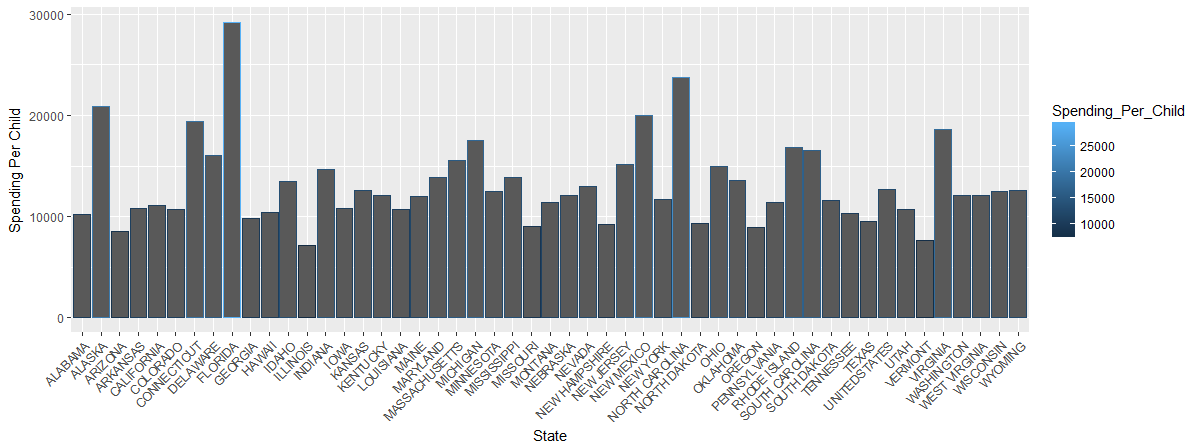 30000
20000
10000
0
Spending Per Child
ALABAMA
ALASKA
ARIZONA
ARKANSAS
CALIFORNIA
COLORADO
CONNECTICUT
DELAWARE
FLORIDA
GEORGIA
HAWAII
IDAHO
ILLINOIS
INDIANA
IOWA
KANSAS
KENTUCKY
LOUISIANA
MAINE
MARYLAND
MASSACHUSETTS
MICHIGAN
MINNESOTA
MISSISSIPPI
MISSOURI
MONTANA
NEBRASKA
NEVADA
NEW HAMPSHIRE
NEW JERSEY
NEW MEXICO
NEW YORK
NORTH CAROLINA
NORTH DAKOTA
OHIO
OKLAHOMA
OREGON
PENNSYLVANIA
RHODE ISLAND
SOUTH CAROLINA
SOUTH DAKOTA
TENNESSEE
TEXAS
UNITED STATES
UTAH
VERMONT
VIRGINIA
WASHINGTON
WEST VIRGINIA
WISCONSIN
WYOMING
State
Spending_Per_Child
25000
20000
15000
10000